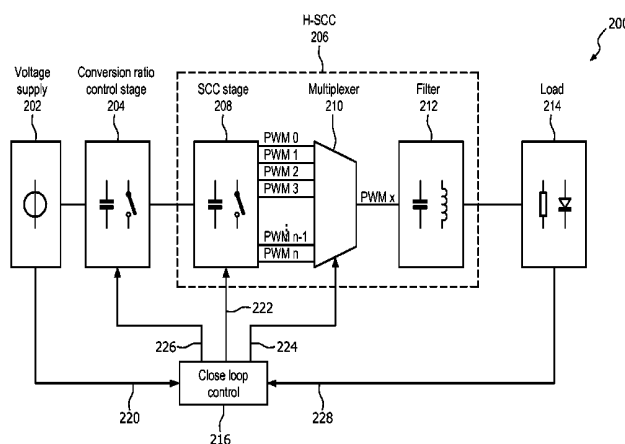 H-SCC
206
200
Voltage
supply
202
Conversion ratio
control stage
204
SCC stage
208
Multiplexer
210
Filter
212
Load
214
PWM 0
PWM 1
PWM 2
PWM 3
PWM n-1
PWM n
PWM x
222
226
224
Close loop
control
220
228
216